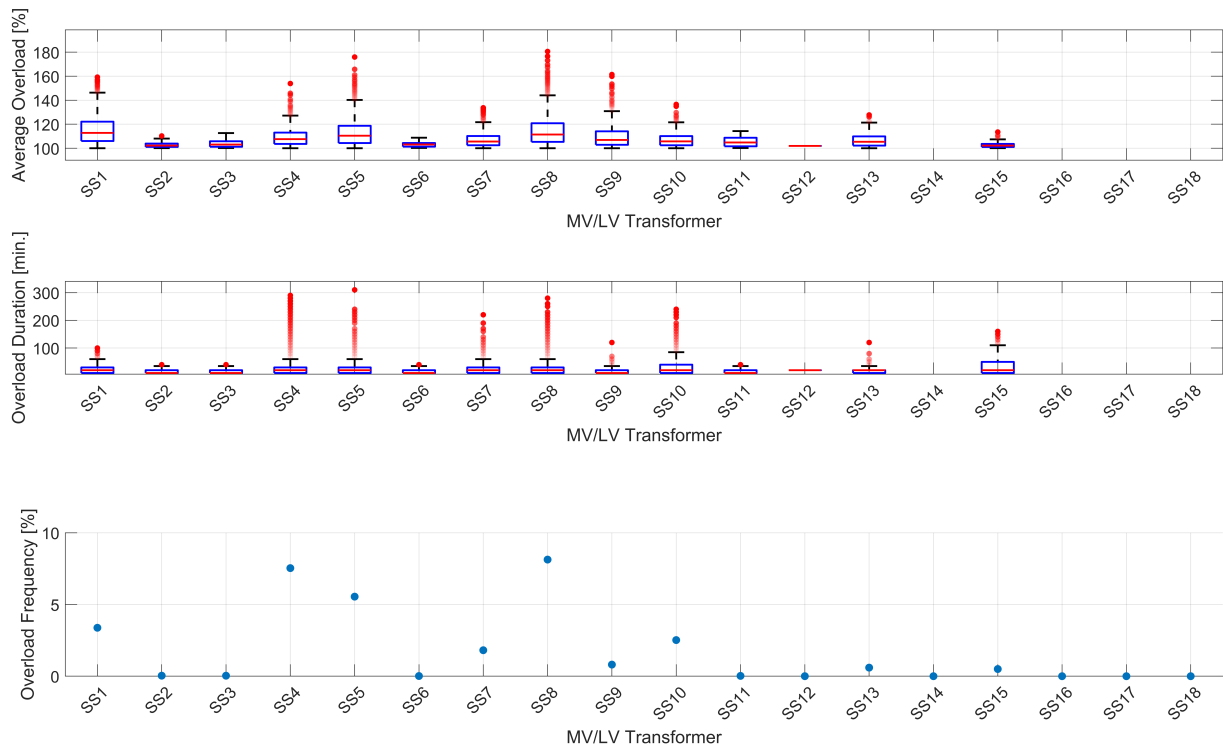 Average Overload [%]
180
160
140
120
100
SS1 SS2 SS3 SS4 SS5 SS6 SS7 SS8 SS9 SS10 SS11 SS12 SS13 SS14 SS15 SS16 SS17 SS18
MV/LV Transformer
Overload Duration [min.]
300
200
100
SS1 SS2 SS3 SS4 SS5 SS6 SS7 SS8 SS9 SS10 SS11 SS12 SS13 SS14 SS15 SS16 SS17 SS18
MV/LV Transformer
Overload Frequency [%]
10
5
0
SS1 SS2 SS3 SS4 SS5 SS6 SS7 SS8 SS9 SS10 SS11 SS12 SS13 SS14 SS15 SS16 SS17 SS18
MV/LV Transformer